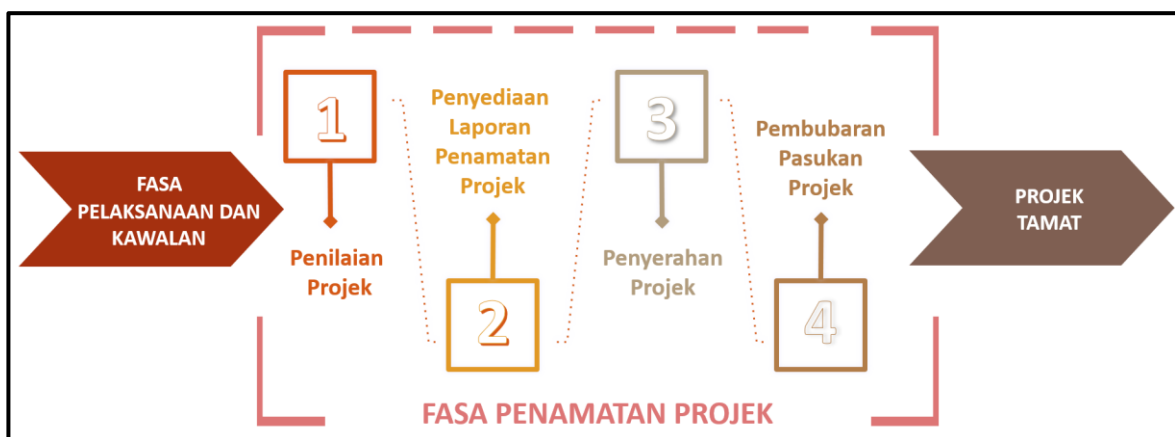 FASA
PELAKSANAAN DAN
KAWALAN
1
Penilaian
Projek
Penyediaan
Laporan
Penamatan
Projek
2
3
Penyerahan
Projek
Pembubaran
Pasukan
Projek
4
PROJEK
TAMAT
FASA PENAMATAN PROJEK